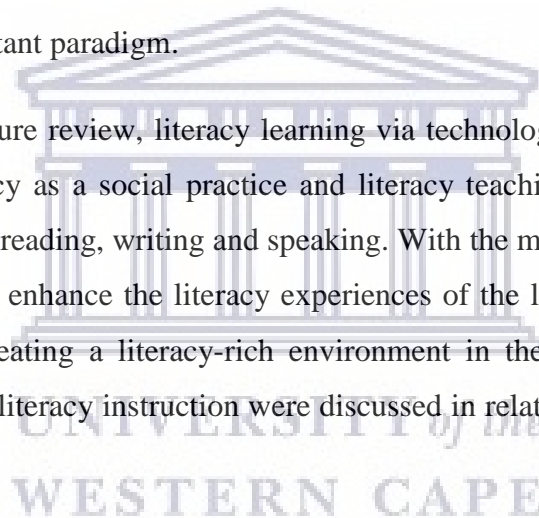 tant paradigm.
ure review, literacy learning via technolog
cy as a social practice and literacy teachi
reading, writing and speaking. With the m
enhance the literacy experiences of the l
eating a literacy-rich environment in the
literacy instruction were discussed in relat
UNIVERSITY of the
WESTERN CAPE